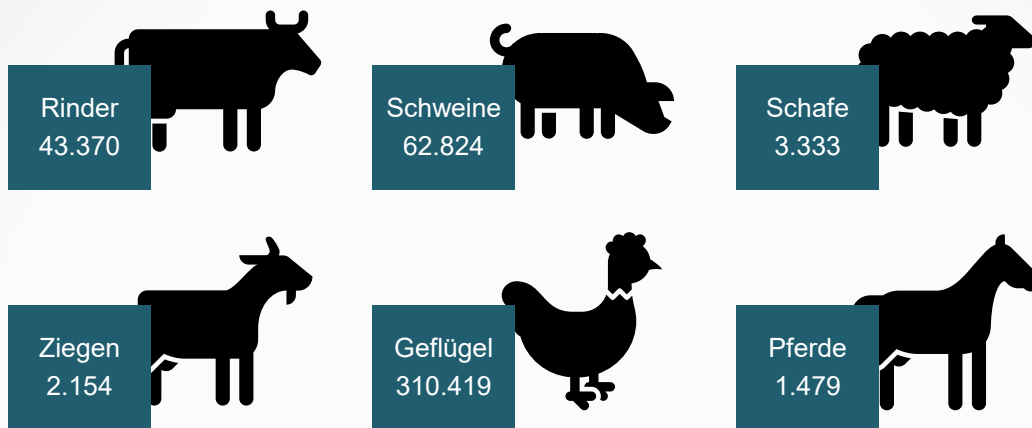 Rinder
43.370
Schweine
62.824
Schafe
3.333
Ziegen
2.154
Geflügel
310.419
Pferde
1.479